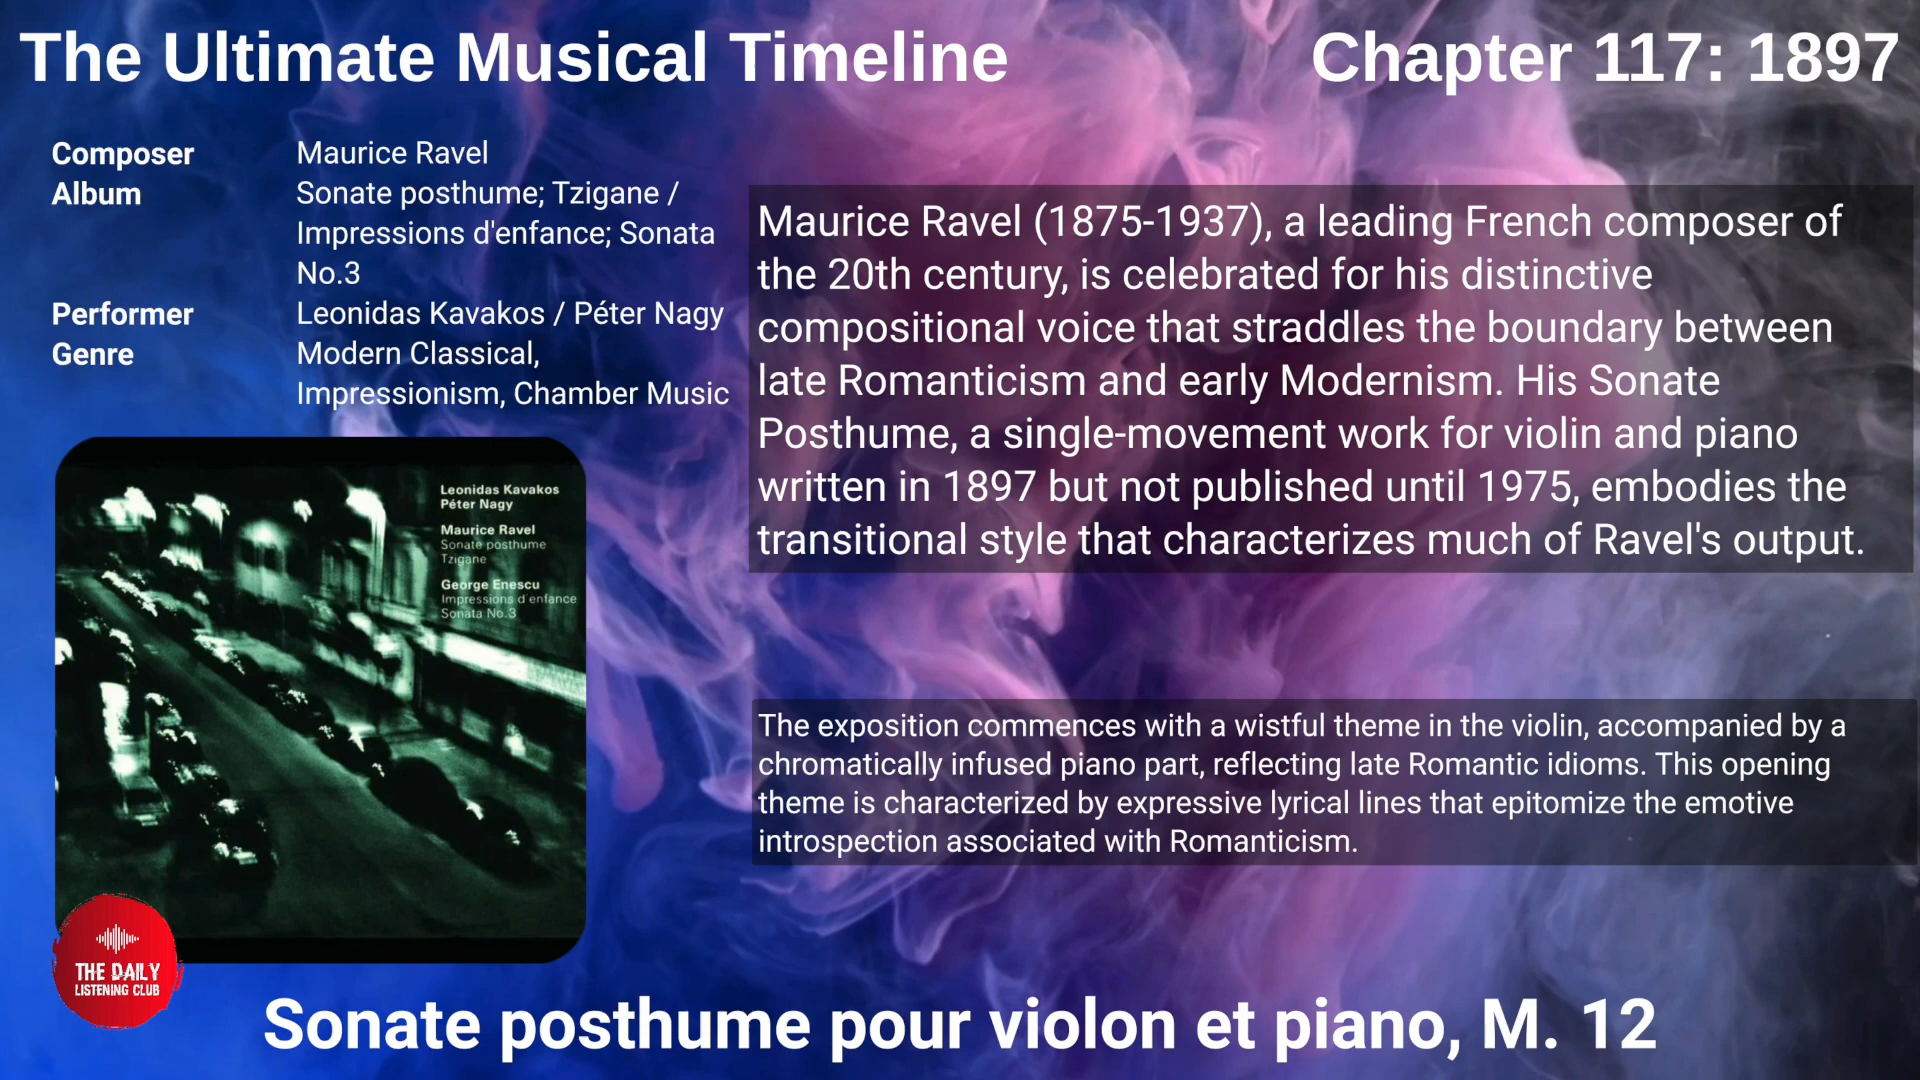 The Ultimate Musical Timeline
Chapter 117: 1897
Composer Maurice Ravel
Album Sonate posthume; Tzigane /
Impressions d'enfance; Sonata
No.3
Performer Leonidas Kavakos / Péter Nagy
Genre Modern Classical,
Impressionism, Chamber Music
Maurice Ravel (1875-1937), a leading French composer of
the 20th century, is celebrated for his distinctive
compositional voice that straddles the boundary between
late Romanticism and early Modernism. His Sonate
Posthume, a single-movement work for violin and piano
written in 1897 but not published until 1975, embodies the
transitional style that characterizes much of Ravel's output.
Leonidas Kavakos
Péter Nagy
Maurice Ravel
Sonate posthume
Tzigane
George Enescu
Impressions d'enfance
Sonata No.3
The exposition commences with a wistful theme in the violin, accompanied by a
chromatically infused piano part, reflecting late Romantic idioms. This opening
theme is characterized by expressive lyrical lines that epitomize the emotive
introspection associated with Romanticism.
THE DAILY
LISTENING CLUB
Sonate posthume pour violon et piano, M. 12